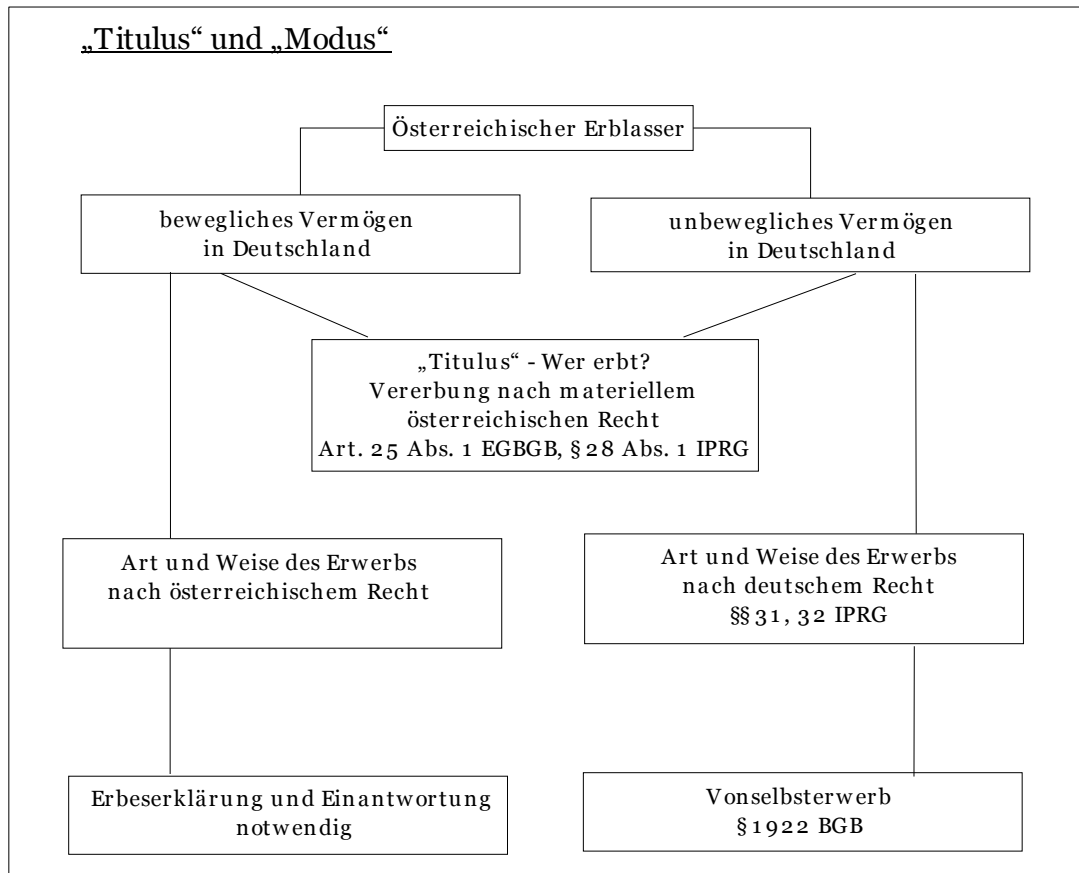 „Titulus“ und „Modus“
Österreichischer Erblasser
bewegliches Vermögen
in Deutschland
unbewegliches Vermögen
in Deutschland
„Titulus“ - Wer erbt?
Vererbung nach materiellem
österreichischen Recht
Art. 25 Abs. 1 EGBGB, § 28 Abs. 1 IPRG
Art und Weise des Erwerbs
nach österreichischem Recht
Art und Weise des Erwerbs
nach deutschem Recht
§§ 31, 32 IPRG
Erbeserklärung und Einantwortung
notwendig
Vonselbsterwerb
§ 1922 BGB